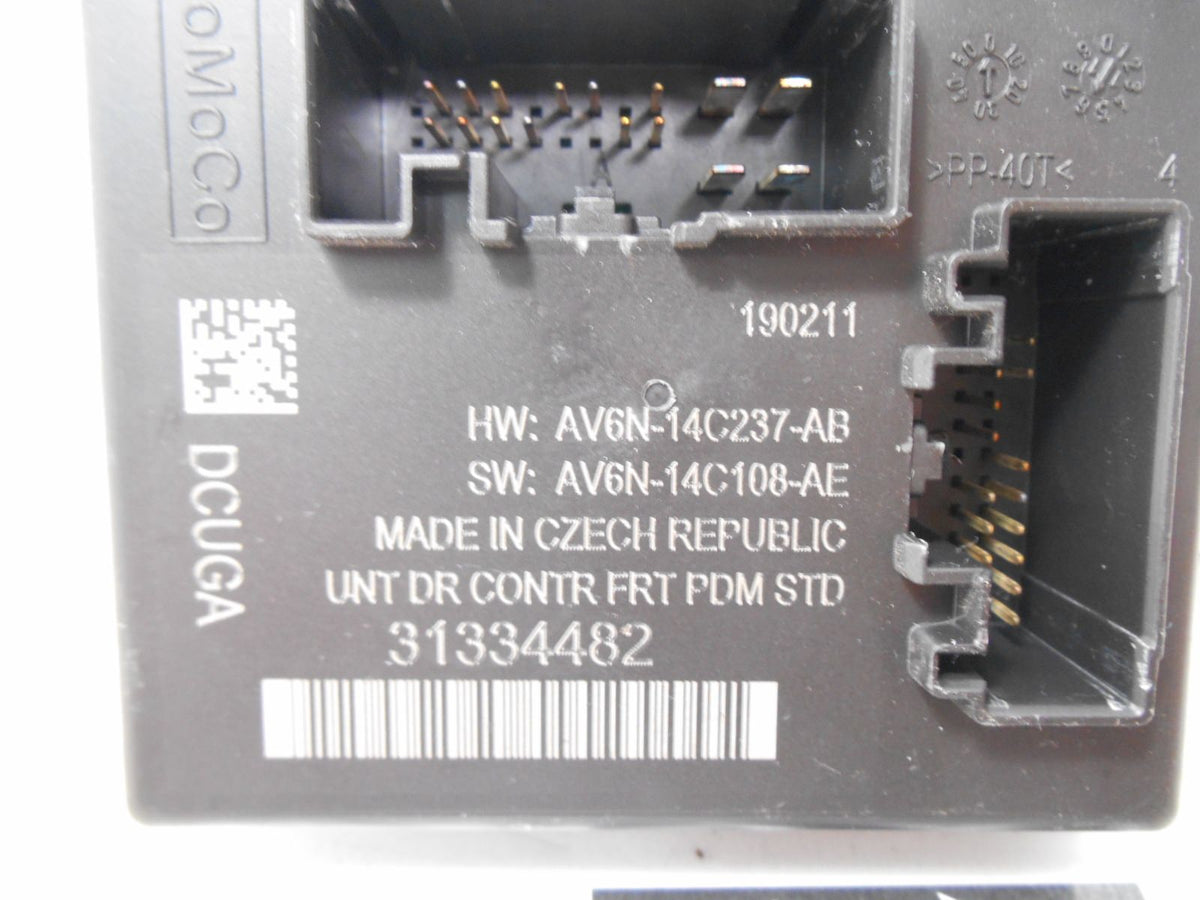 oMoCo
>PP-40T<
4
190211
HW: AV6N-14C237-AB
SW: AV6N-14C108-AE
MADE IN CZECH REPUBLIC
UNT DR CONTR FRT PDM STD
31334482
DCUGA